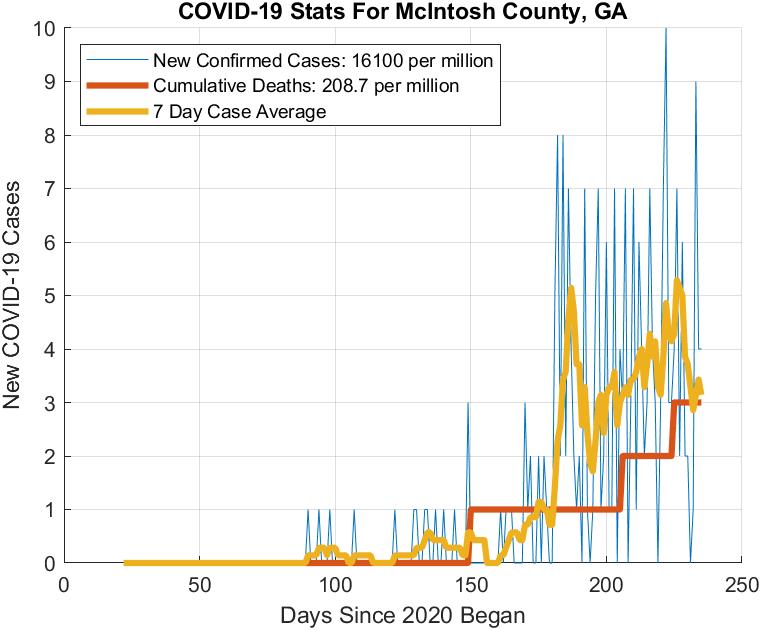 COVID-19 Stats For McIntosh County, GA
New Confirmed Cases: 16100 per million
Cumulative Deaths: 208.7 per million
7 Day Case Average
New COVID-19 Cases
10
9
8
7
6
5
4
3
2
1
0
0 50 100 150 200 250
Days Since 2020 Began